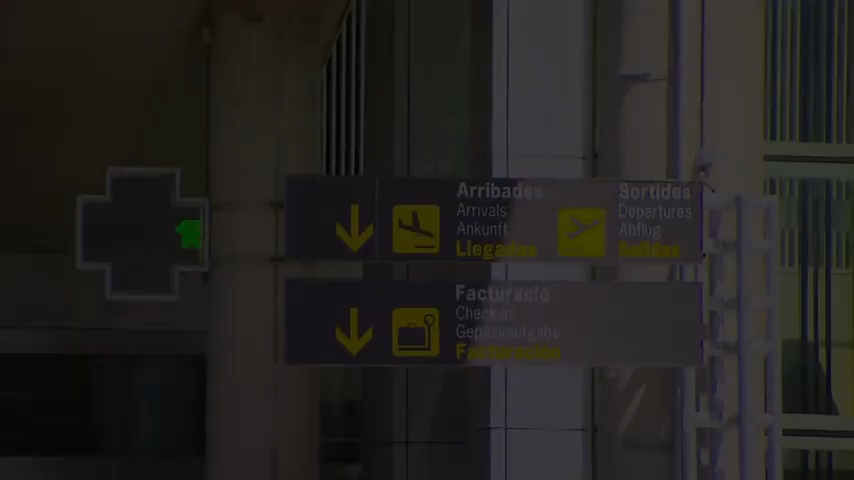 Arribades
Arrivals
Ankunft
Llegadas
Sortides
Departures
Abflug
Salidas
Facturació
Check-in
Gepäckaufgabe
Facturación